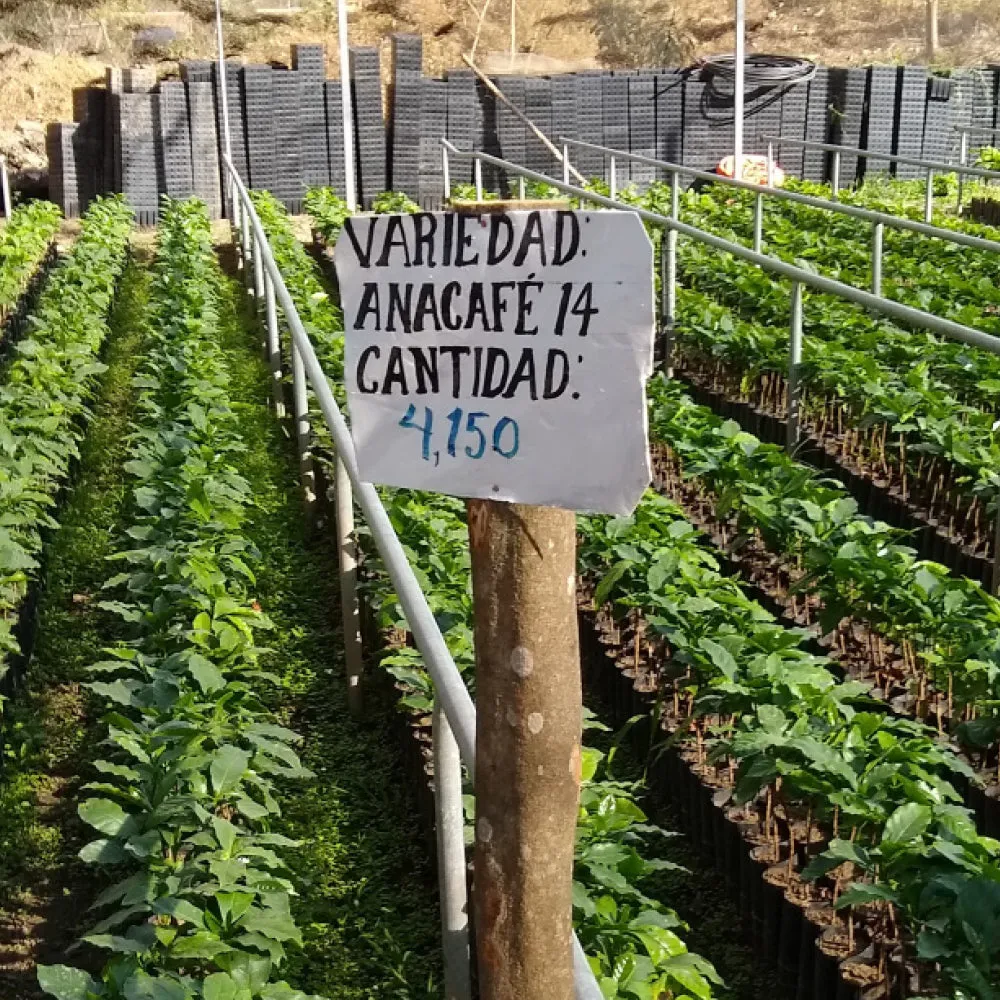 VARIEDAD:
ANACAFÉ 14
CANTIDAD:
4,150